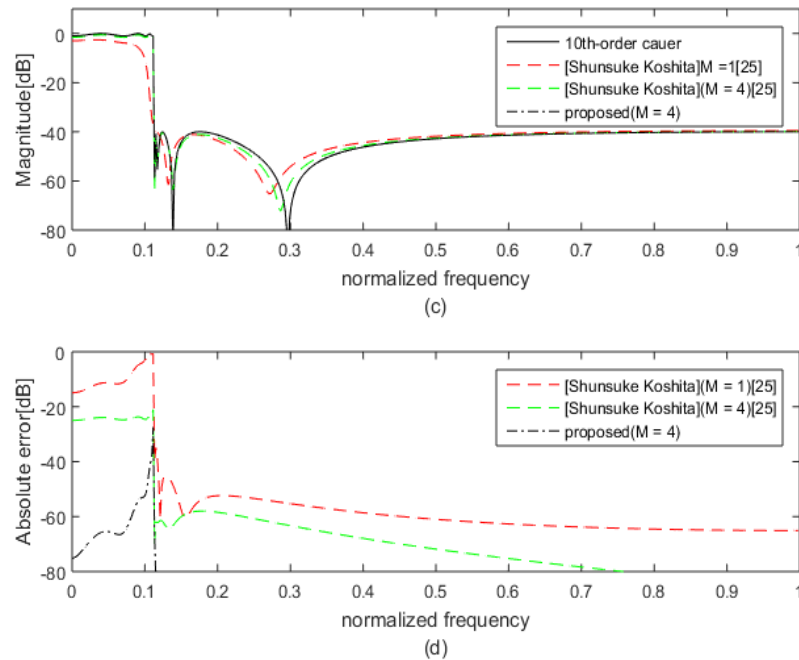 0
-20
-40
-60
-80
Magnitude[dB]
10th-order cauer
[Shunsuke Koshita]M =1[25]
[Shunsuke Koshita](M = 4)[25]
proposed(M = 4)
0 0.1 0.2 0.3 0.4 0.5 0.6 0.7 0.8 0.9 1
normalized frequency
(c)
0
-20
-40
-60
-80
Absolute error[dB]
[Shunsuke Koshita](M = 1)[25]
[Shunsuke Koshita](M = 4)[25]
proposed(M = 4)
0 0.1 0.2 0.3 0.4 0.5 0.6 0.7 0.8 0.9 1
normalized frequency
(d)